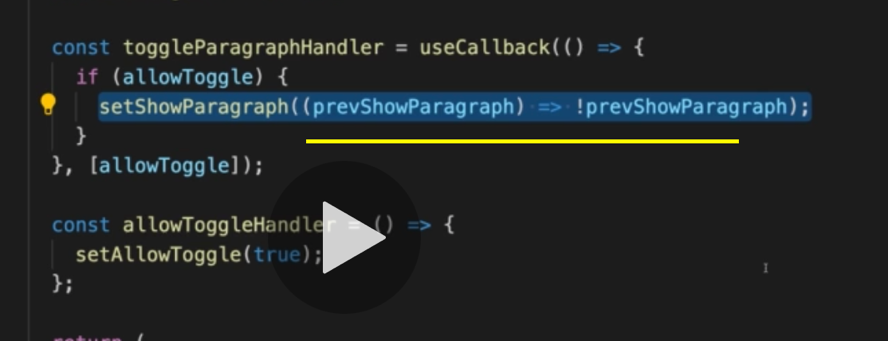 const toggleParagraphHandler = useCallback(() => {
if (allowToggle) {
setShowParagraph((prevShowParagraph) => !prevShowParagraph);
}
}, [allowToggle]);
const allowToggleHandler = () => {
setAllowToggle(true);
};
return (